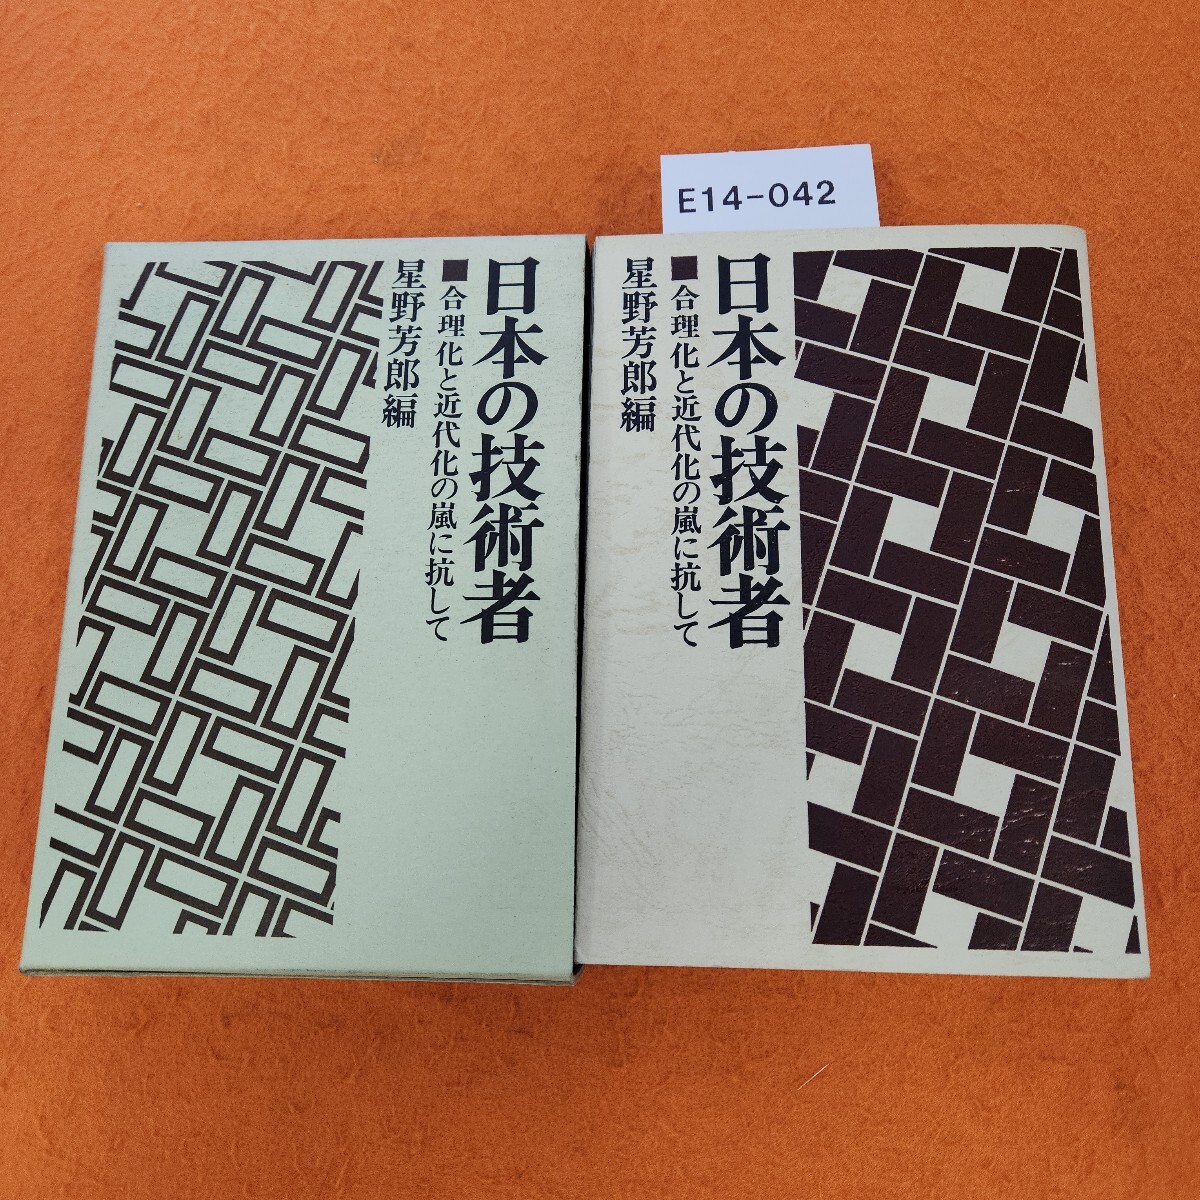 E14-042
日本の技術者
■合理化と近代化の嵐に抗して
星野芳郎編
日本の技術者
■合理化と近代化の嵐に抗して
星野芳郎編